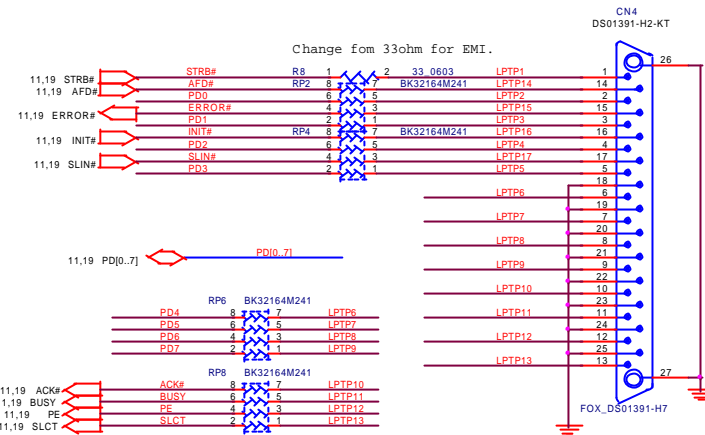 CN4
DS01391-H2-KT
Change fom 33ohm for EMI.
26
11,19 STRB# STRB# R8 1 2 33_0603 LPTP1 1
11,19 AFD# AFD# RP2 8 7 BK32164M241 LPTP14 14
PD0 6 5 LPTP2 2
11,19 ERROR# ERROR# 4 3 LPTP15 15
PD1 2 1 LPTP3 3
11,19 INIT# INIT# RP4 8 7 BK32164M241 LPTP16 16
PD2 6 5 LPTP4 4
11,19 SLIN# SLIN# 4 3 LPTP17 17
PD3 2 1 LPTP5 5
18
LPTP6 6
19
LPTP7 7
20
LPTP8 8
11,19 PD[0..7] PD[0..7] 21
LPTP9 9
22
LPTP10 10
23
RP6 BK32164M241
PD4 8 7 LPTP6 LPTP11 11
PD5 6 5 LPTP7 24
PD6 4 3 LPTP8 LPTP12 12
PD7 2 1 LPTP9 25
LPTP13 13
RP8 BK32164M241
27
11,19 ACK# ACK# 8 7 LPTP10
11,19 BUSY BUSY 6 5 LPTP11
11,19 PE PE 4 3 LPTP12
11,19 SLCT SLCT 2 1 LPTP13
FOX_DS01391-H7